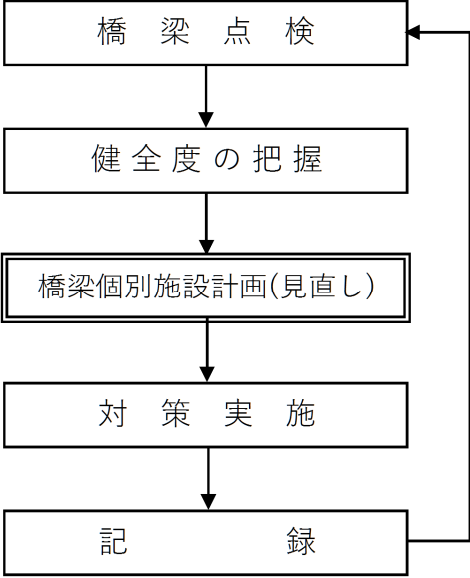 橋梁点検
健全度の把握
橋梁個別施設計画(見直し)
対策実施
記録